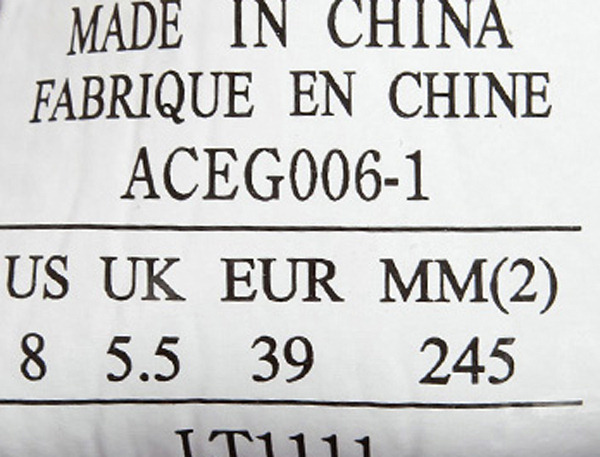 MADE IN CHINA
FABRIQUE EN CHINE
ACEG006-1
US UK EUR MM(2)
8 5.5 39 245